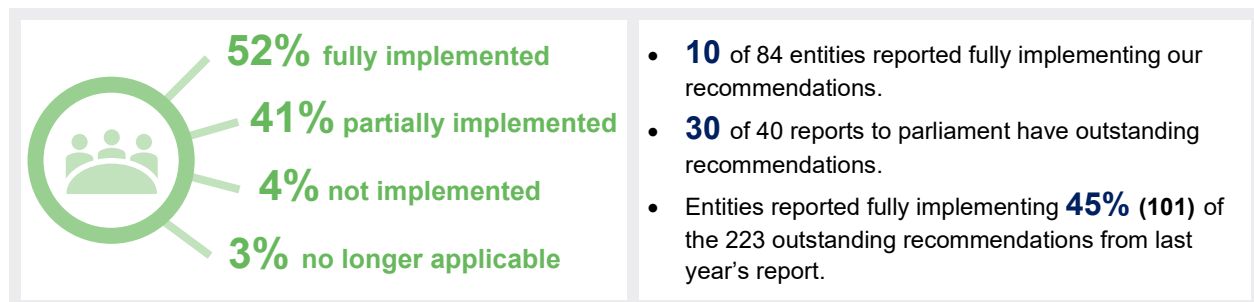 52% fully implemented
41% partially implemented
4% not implemented
3% no longer applicable
• 10 of 84 entities reported fully implementing our
recommendations.
• 30 of 40 reports to parliament have outstanding
recommendations.
• Entities reported fully implementing 45% (101) of
the 223 outstanding recommendations from last
year’s report.